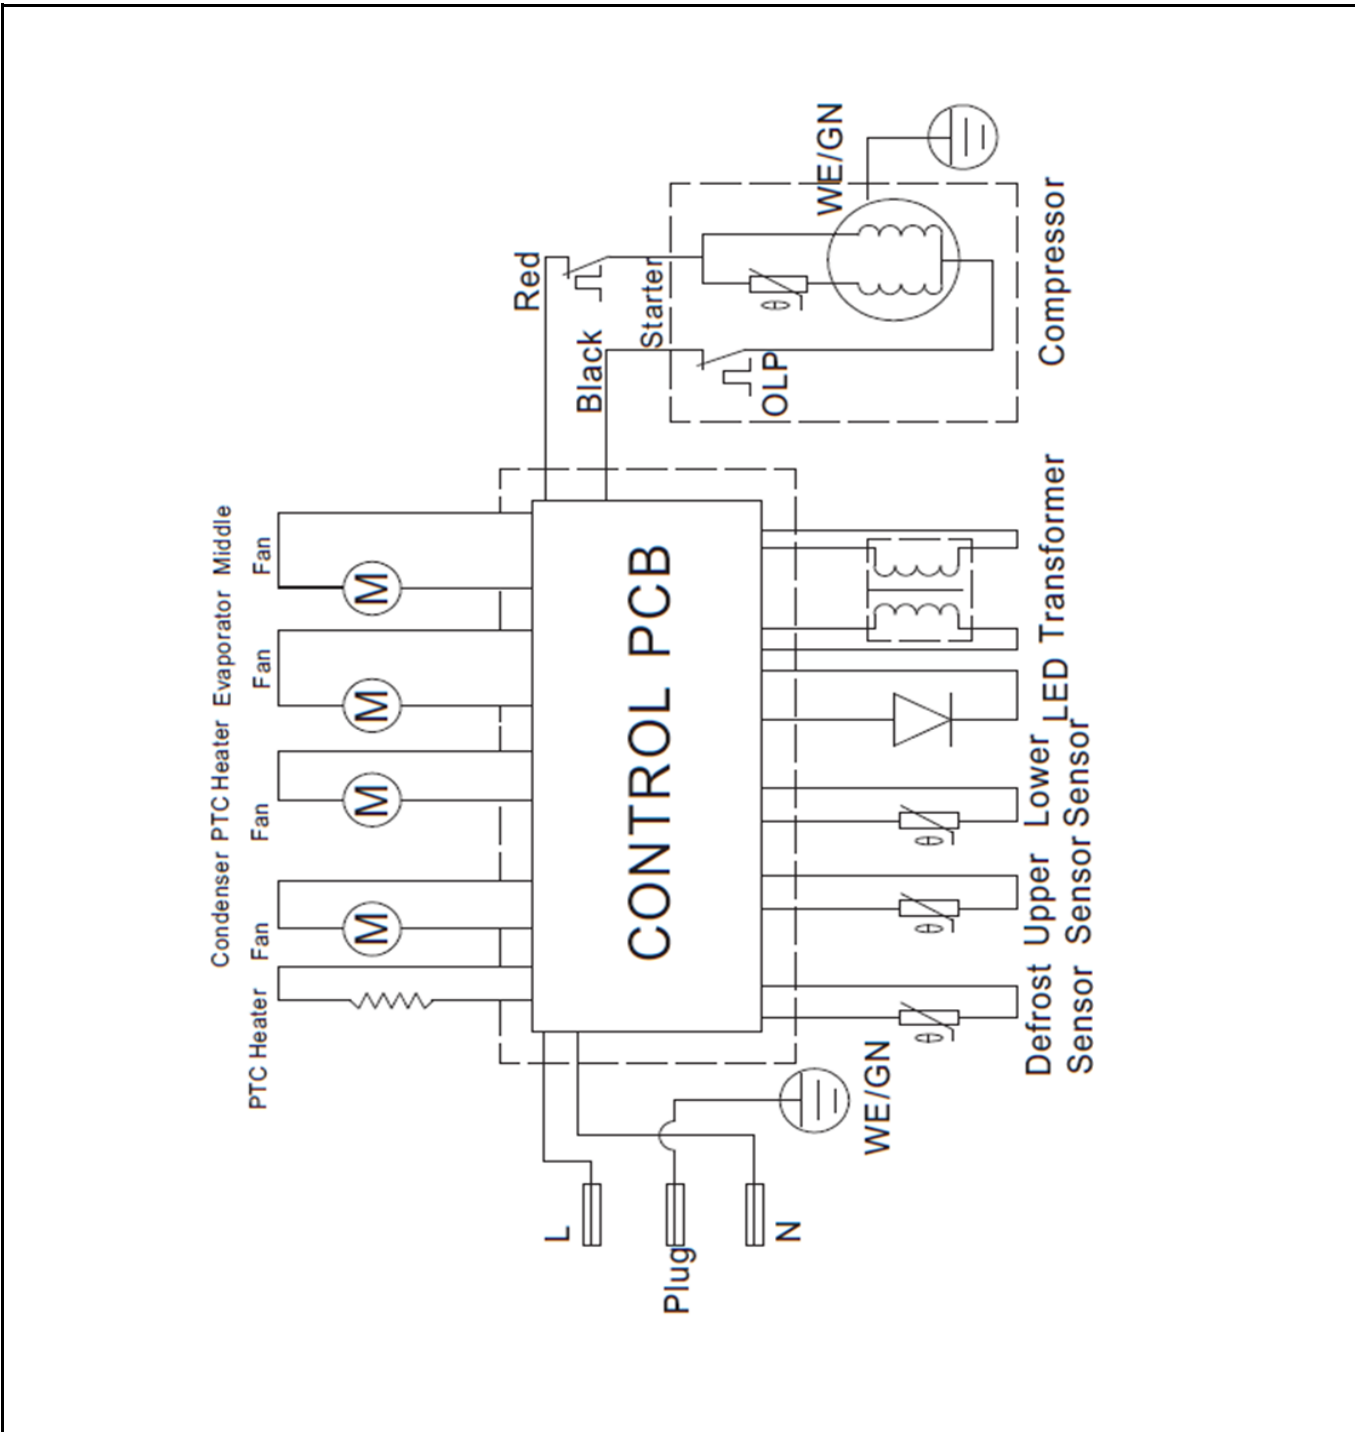 PTC Heater
Condenser
Fan
PTC Heater
Fan
Evaporator
Fan
Middle
Fan
M
M
M
M
CONTROL PCB
L
Plug
N
WE/GN
Red
Black
Starter
OLP
WE/GN
Compressor
Defrost
Sensor
Upper
Sensor
Lower
Sensor
LED
Transformer